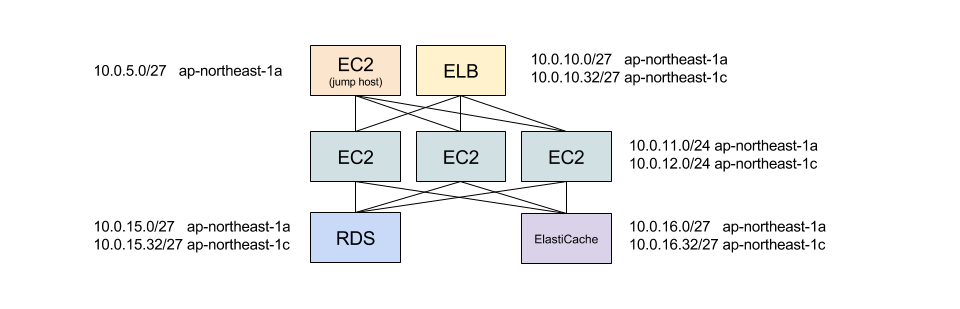 10.0.5.0/27 ap-northeast-1a
EC2
(jump host)
ELB
10.0.10.0/27 ap-northeast-1a
10.0.10.32/27 ap-northeast-1c
EC2
EC2
EC2
10.0.11.0/24 ap-northeast-1a
10.0.12.0/24 ap-northeast-1c
10.0.15.0/27 ap-northeast-1a
10.0.15.32/27 ap-northeast-1c
RDS
ElastiCache
10.0.16.0/27 ap-northeast-1a
10.0.16.32/27 ap-northeast-1c